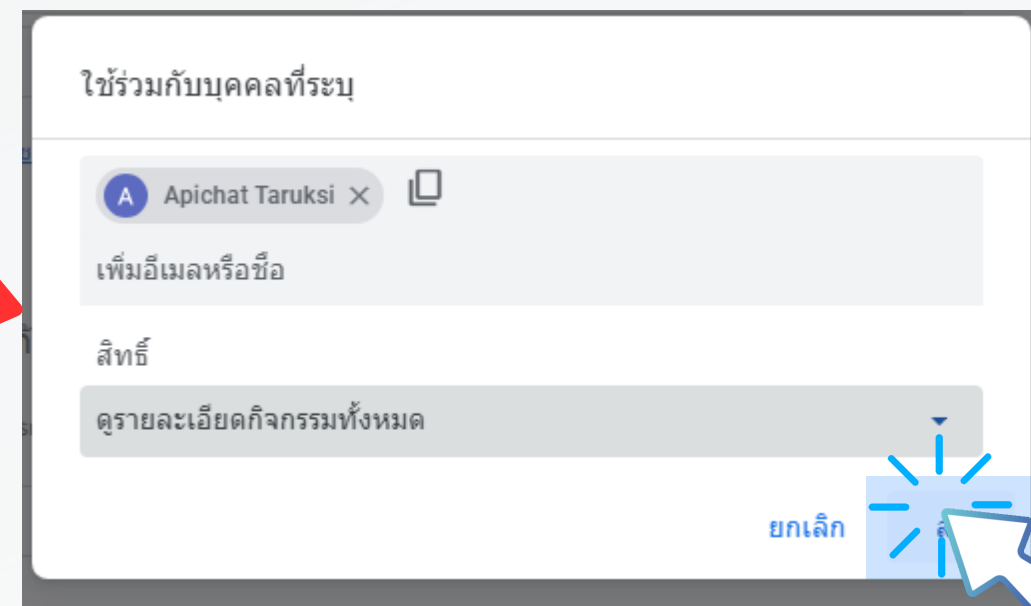 ใช้ร่วมกับบุคคลที่ระบุ
A Apichat Taruksi
เพิ่มอีเมลหรือชื่อ
สิทธิ์
ดูรายละเอียดกิจกรรมทั้งหมด
ยกเลิก